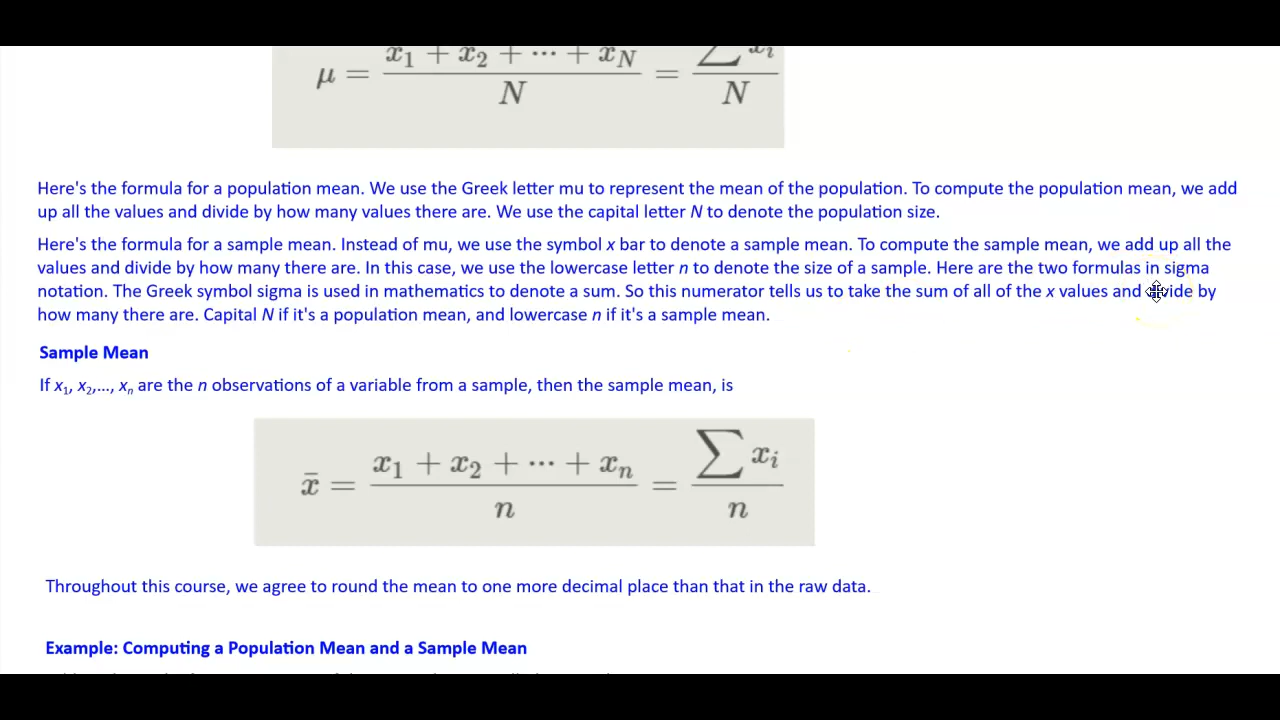 μ = x₁ + x₂ + ··· + x_N / N = ∑ xᵢ / N
Here's the formula for a population mean. We use the Greek letter mu to represent the mean of the population. To compute the population mean, we add
up all the values and divide by how many values there are. We use the capital letter N to denote the population size.
Here's the formula for a sample mean. Instead of mu, we use the symbol x bar to denote a sample mean. To compute the sample mean, we add up all the
values and divide by how many there are. In this case, we use the lowercase letter n to denote the size of a sample. Here are the two formulas in sigma
notation. The Greek symbol sigma is used in mathematics to denote a sum. So this numerator tells us to take the sum of all of the x values and divide by
how many there are. Capital N if it's a population mean, and lowercase n if it's a sample mean.
Sample Mean
If x₁, x₂,..., xₙ are the n observations of a variable from a sample, then the sample mean, is
x̄ = x₁ + x₂ + ··· + xₙ / n = ∑ xᵢ / n
Throughout this course, we agree to round the mean to one more decimal place than that in the raw data.
Example: Computing a Population Mean and a Sample Mean